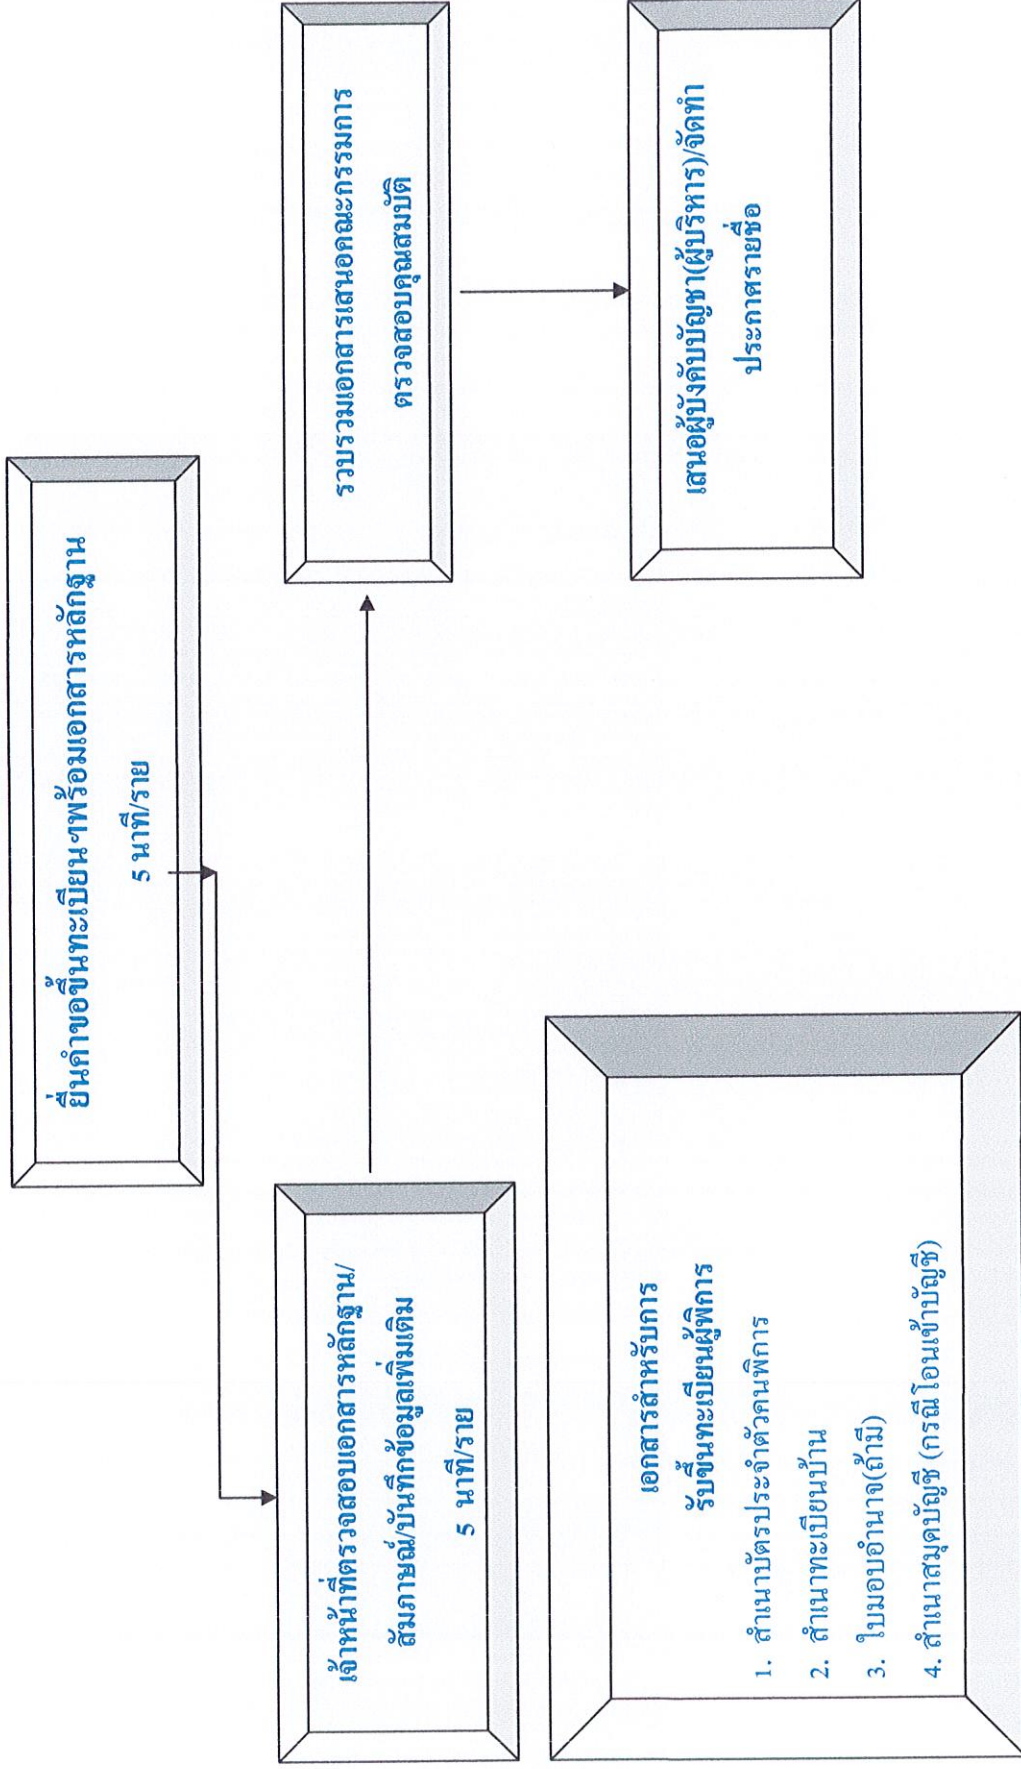 ยื่นคำขอขึ้นทะเบียนฯพร้อมเอกสารหลักฐาน
5 นาที/ราย
เจ้าหน้าที่ตรวจสอบเอกสารหลักฐาน/
สัมภาษณ์/บันทึกข้อมูลเพิ่มเติม
5 นาที/ราย
รวบรวมเอกสารเสนอคณะกรรมการ
ตรวจสอบคุณสมบัติ
เสนอผู้บังคับบัญชา(ผู้บริหาร)/จัดทำ
ประกาศรายชื่อ
เอกสารสำหรับการ
รับขึ้นทะเบียนผู้พิการ
1. สำเนาบัตรประจำตัวคนพิการ
2. สำเนาทะเบียนบ้าน
3. ใบมอบอำนาจ(ถ้ามี)
4. สำเนาสมุดบัญชี (กรณีโอนเข้าบัญชี)